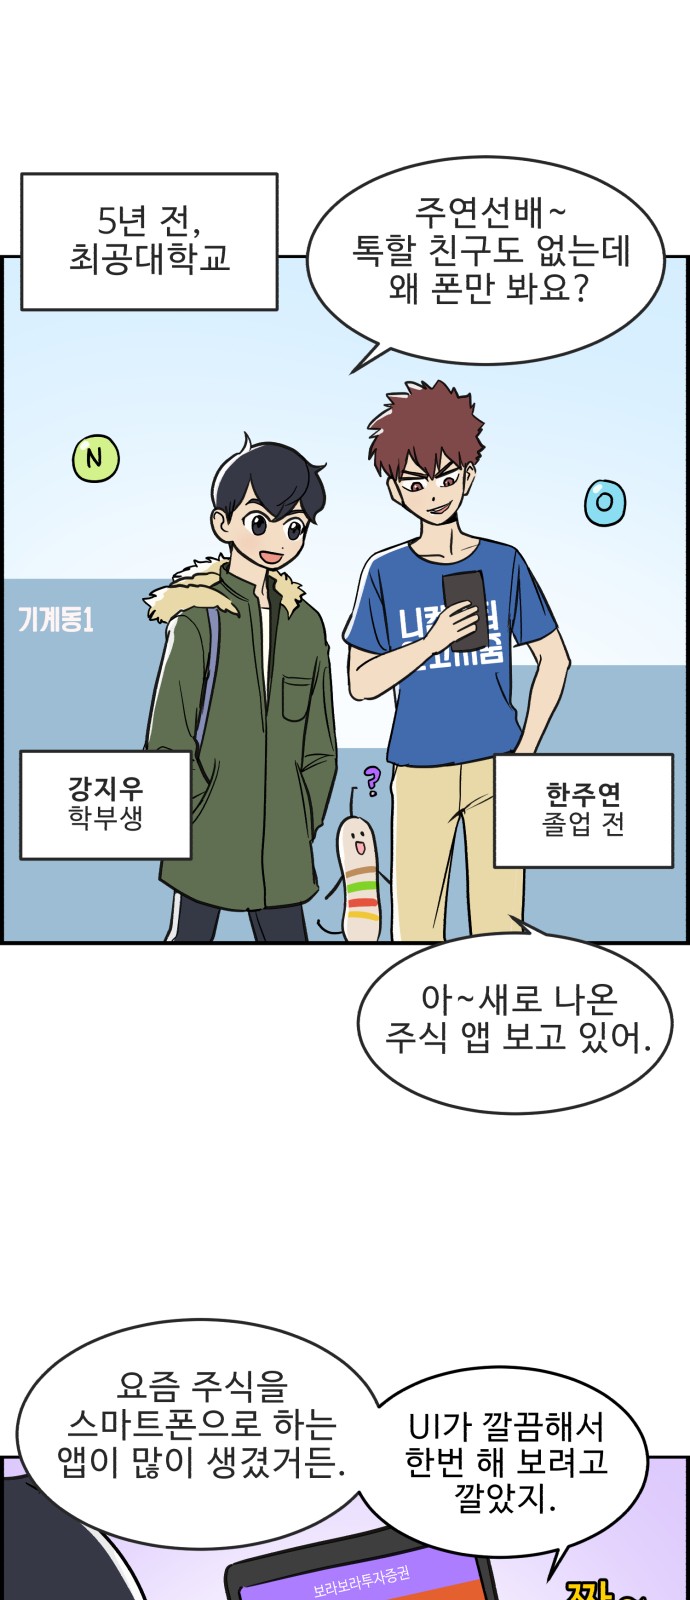 5년 전,
최공대학교
주연선배~
톡할 친구도 없는데
왜 폰만 봐요?
N
O
기계동1
?
강지우
학부생
한주연
졸업 전
아~새로 나온
주식 앱 보고 있어.
요즘 주식을
스마트폰으로 하는
앱이 많이 생겼거든.
UI가 깔끔해서
한번 해 보려고
깔았지.
보라보라투자증권